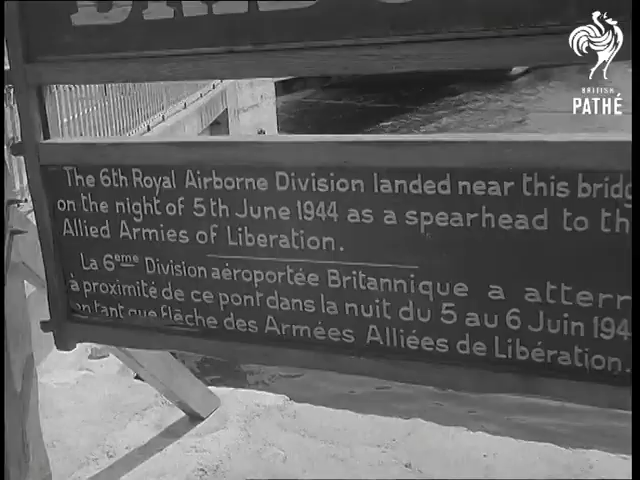 BRITISH
PATHÉ
The 6th Royal Airborne Division landed near this bridg
on the night of 5th June 1944 as a spearhead to th
Allied Armies of Liberation.
La 6eme Division aéroportée Britannique a atterr
à proximité de ce pont dans la nuit du 5 au 6 Juin 194
en tant que flèche des Armées Alliées de Libération.